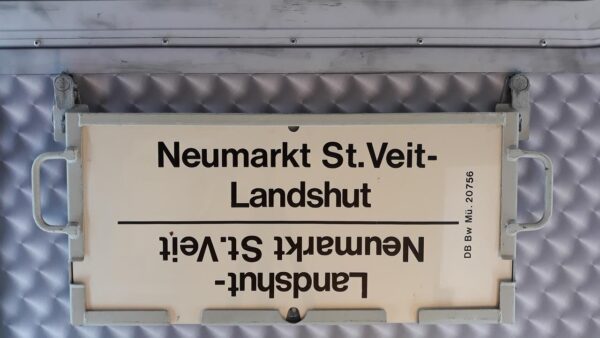 Neumarkt St. Veit-
Landshut
Landshut-
Neumarkt St. Veit
DB Bw Mü. 20756